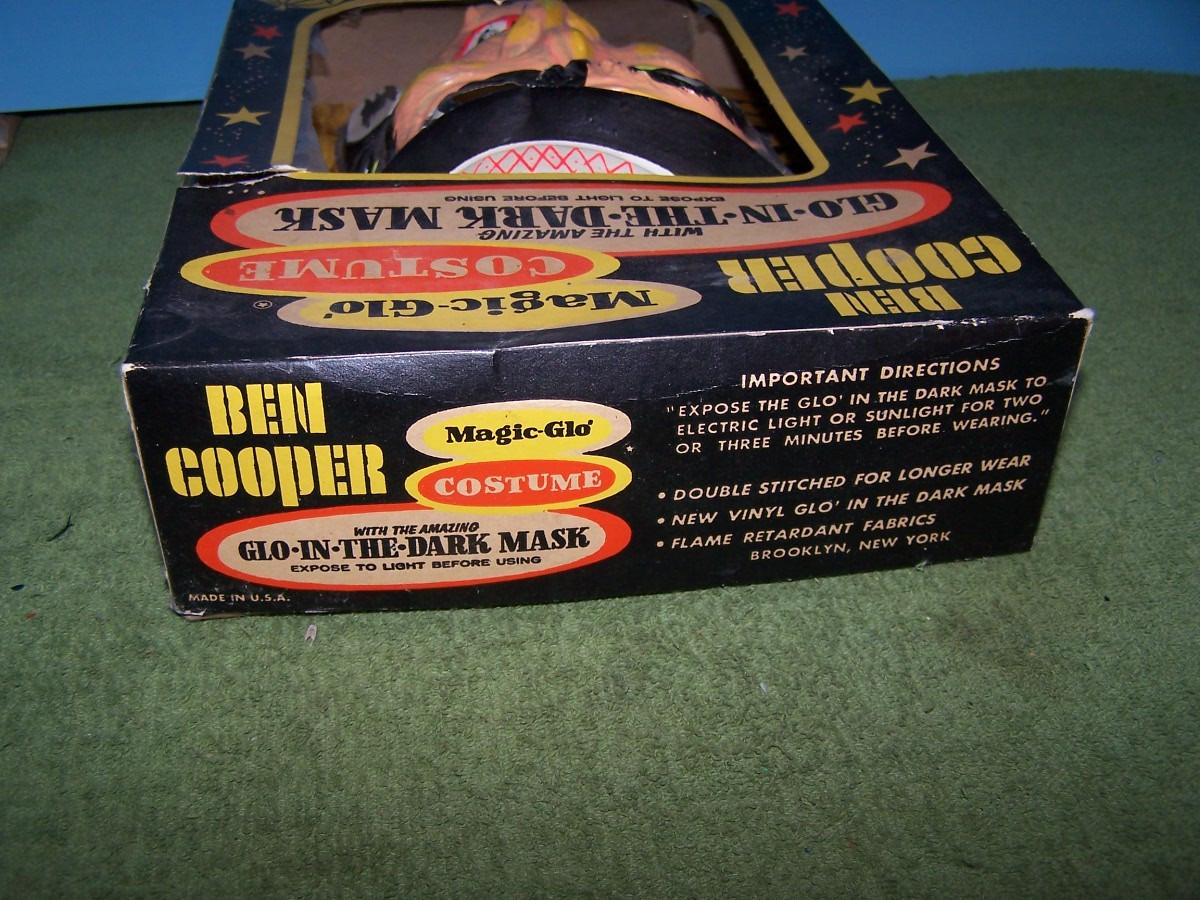 GLO·IN·THE·DARK MASK
EXPOSE TO LIGHT BEFORE USING
WITH THE AMAZING
COSTUME
Magic-Glo'
BEN
COOPER
BEN
COOPER
Magic-Glo'
COSTUME
WITH THE AMAZING
GLO·IN·THE·DARK MASK
EXPOSE TO LIGHT BEFORE USING
MADE IN U.S.A.
IMPORTANT DIRECTIONS
"EXPOSE THE GLO' IN THE DARK MASK TO
ELECTRIC LIGHT OR SUNLIGHT FOR TWO
OR THREE MINUTES BEFORE WEARING."
• DOUBLE STITCHED FOR LONGER WEAR
• NEW VINYL GLO' IN THE DARK MASK
• FLAME RETARDANT FABRICS
BROOKLYN, NEW YORK